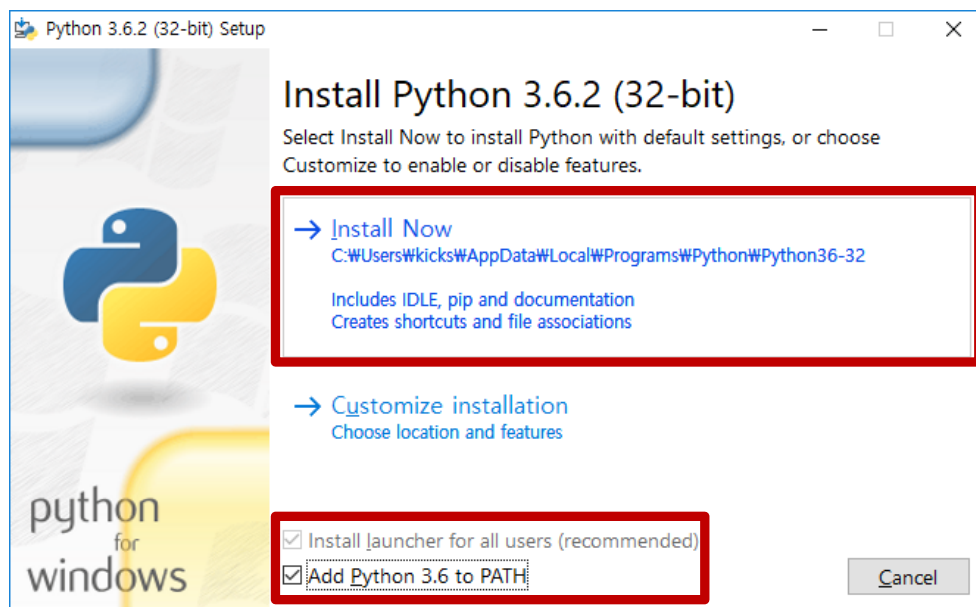 Python 3.6.2 (32-bit) Setup
Install Python 3.6.2 (32-bit)
Select Install Now to install Python with default settings, or choose
Customize to enable or disable features.
Install Now
C:₩Users₩kicks₩AppData₩Local₩Programs₩Python₩Python36-32
Includes IDLE, pip and documentation
Creates shortcuts and file associations
Customize installation
Choose location and features
python
for
windows
Install launcher for all users (recommended)
Add Python 3.6 to PATH
Cancel